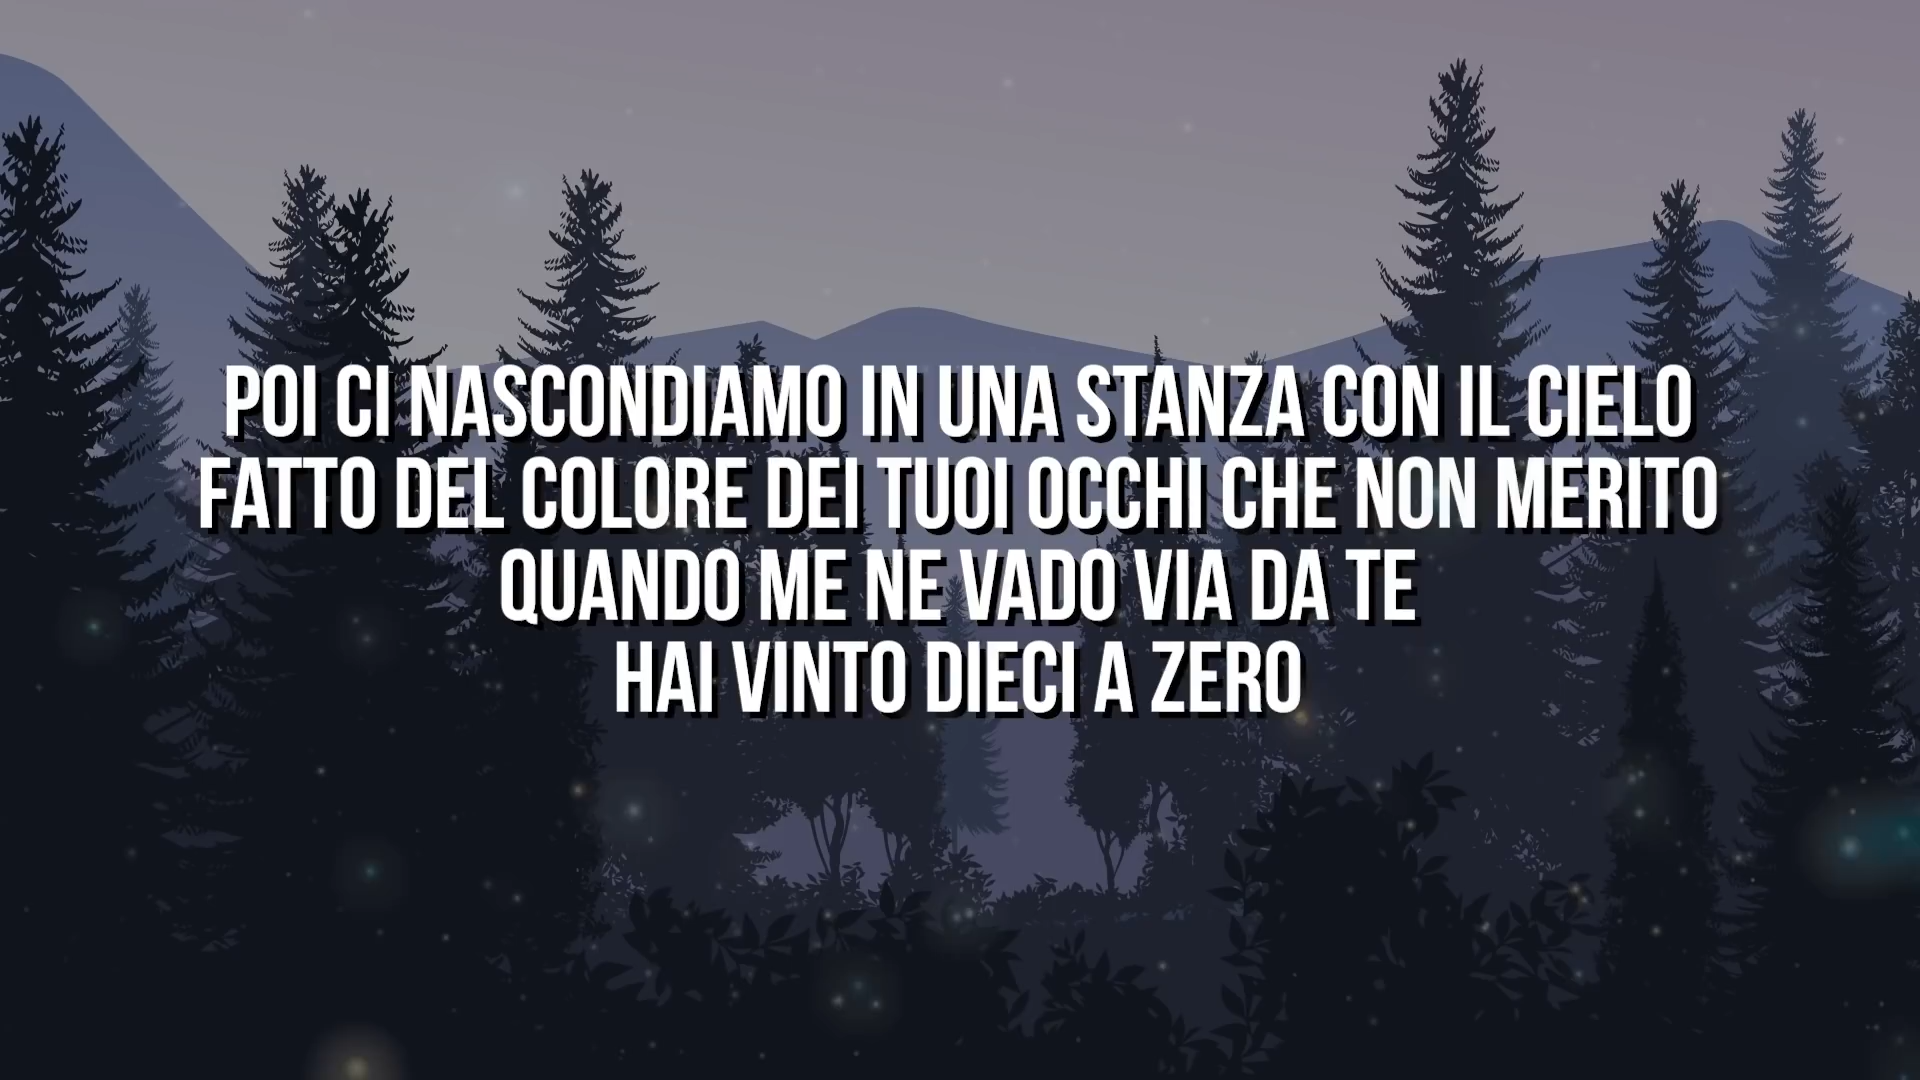 POI CI NASCONDIAMO IN UNA STANZA CON IL CIELO
FATTO DEL COLORE DEI TUOI OCCHI CHE NON MERITO
QUANDO ME NE VADO VIA DA TE
HAI VINTO DIECI A ZERO